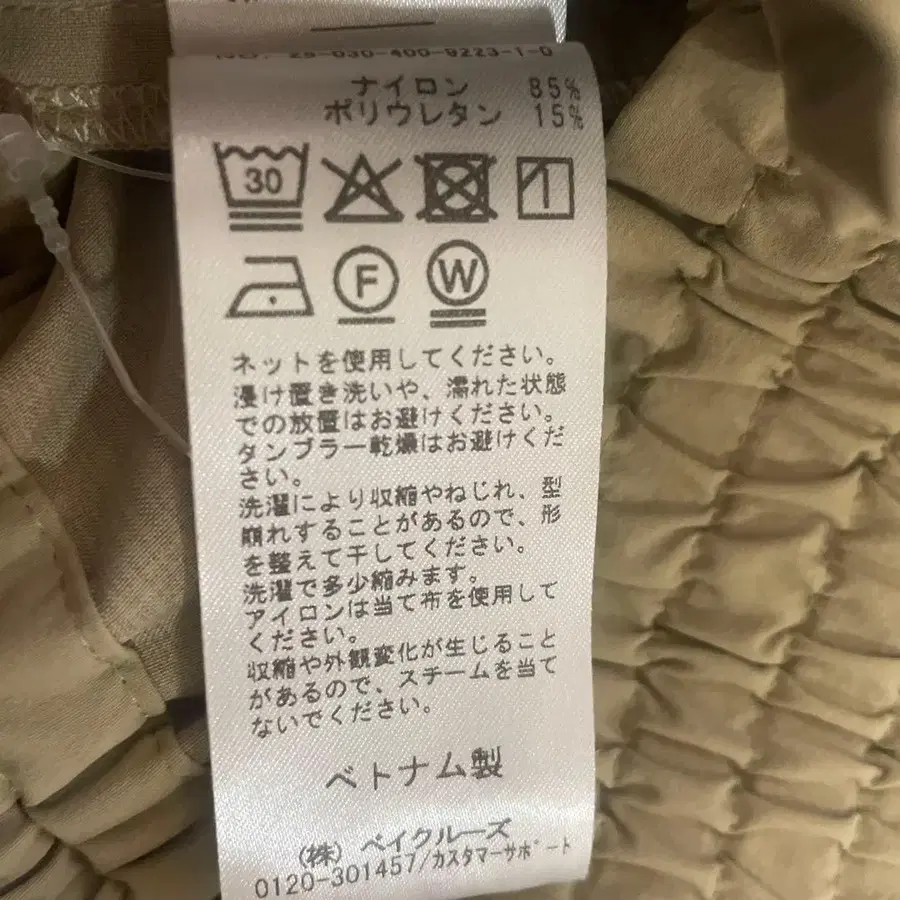 ナイロン 85%
ポリウレタン 15%
30
F W
ネットを使用してください。
浸け置き洗いや、濡れた状態
での放置はお避けください。
タンブラー乾燥はお避けくだ
さい。
洗濯により収縮やねじれ、型
崩れすることがあるので、形
を整えて干してください。
洗濯で多少縮みます。
アイロンは当て布を使用して
ください。
収縮や外観変化が生じること
があるので、スチームを当て
ないでください。
ベトナム製
(株) ベイクルーズ
0120-301457/カスタマーサポート